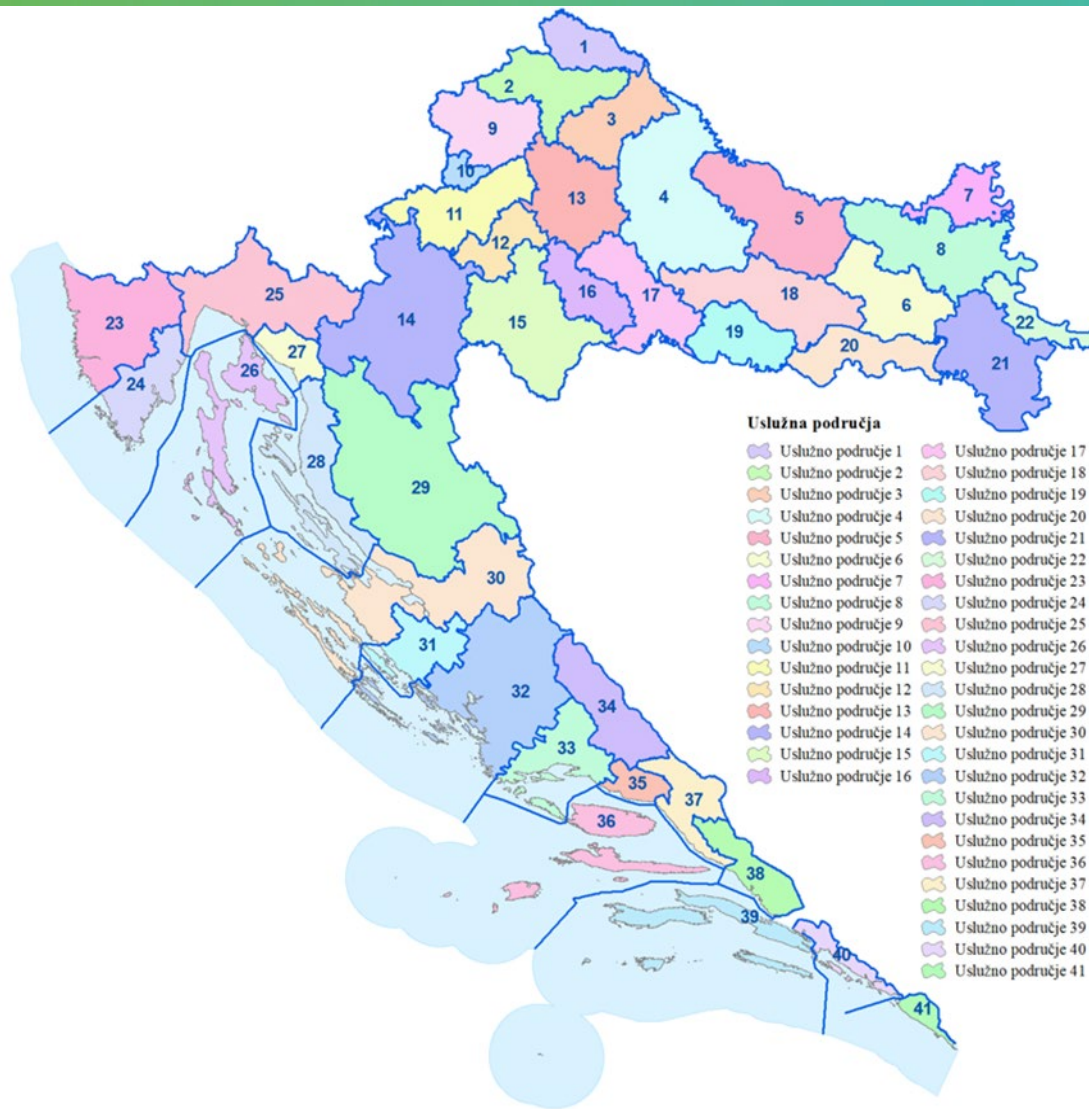 1
2
3
9
10
13
4
7
5
11
8
12
25
14
16
17
18
6
23
15
19
22
27
20
21
24
26
28
29
30
31
32
34
33
35
37
36
38
39
40
41
Uslužna područja
Uslužno područje 1
Uslužno područje 2
Uslužno područje 3
Uslužno područje 4
Uslužno područje 5
Uslužno područje 6
Uslužno područje 7
Uslužno područje 8
Uslužno područje 9
Uslužno područje 10
Uslužno područje 11
Uslužno područje 12
Uslužno područje 13
Uslužno područje 14
Uslužno područje 15
Uslužno područje 16
Uslužno područje 17
Uslužno područje 18
Uslužno područje 19
Uslužno područje 20
Uslužno područje 21
Uslužno područje 22
Uslužno područje 23
Uslužno područje 24
Uslužno područje 25
Uslužno područje 26
Uslužno područje 27
Uslužno područje 28
Uslužno područje 29
Uslužno područje 30
Uslužno područje 31
Uslužno područje 32
Uslužno područje 33
Uslužno područje 34
Uslužno područje 35
Uslužno područje 36
Uslužno područje 37
Uslužno područje 38
Uslužno područje 39
Uslužno područje 40
Uslužno područje 41